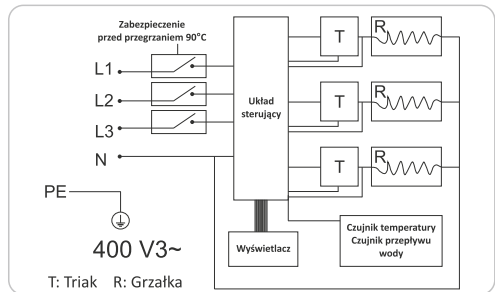 Zabezpieczenie
przed przegrzaniem 90°C
L1
L2
L3
N
PE
400 V3~
T: Triak R: Grzałka
Układ
sterujący
Wyświetlacz
T
R
T
R
T
R
Czujnik temperatury
Czujnik przepływu
wody